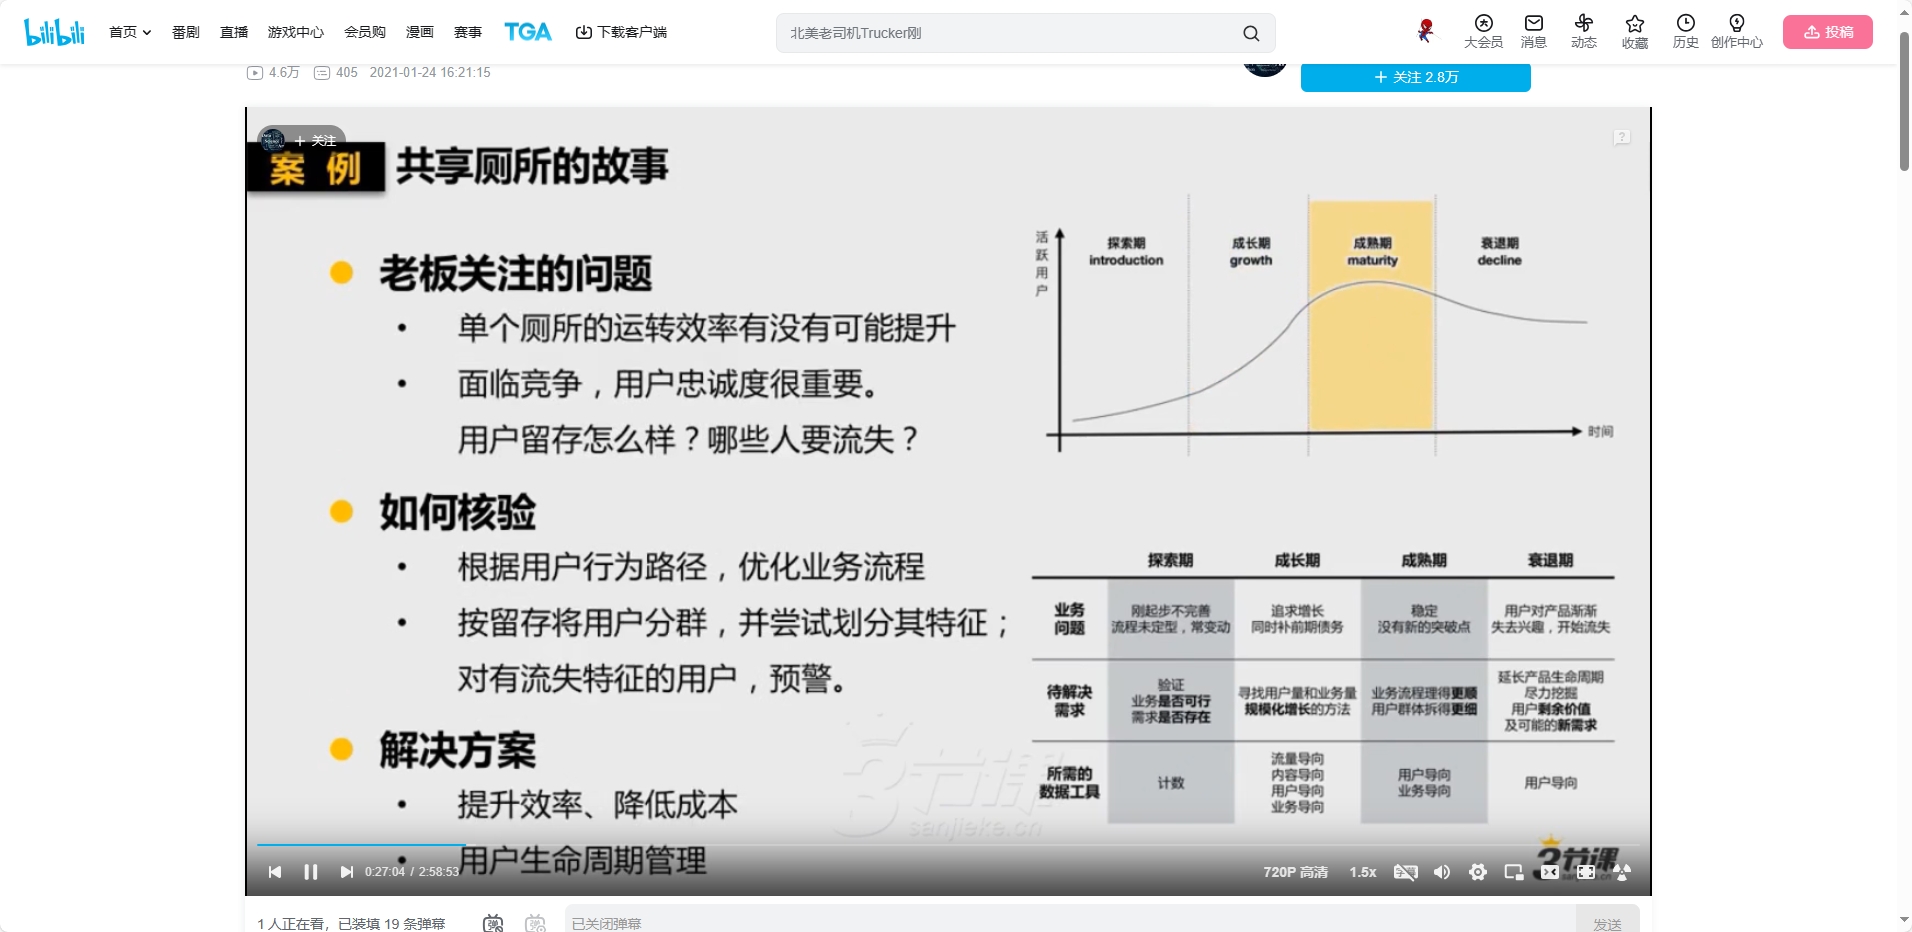 bilibili
首页
番剧
直播
游戏中心
会员购
漫画
赛事
TGA
下载客户端
北美老司机Trucker刚
大会员
消息
动态
收藏
历史
创作中心
投稿
4.6万 405 2021-01-24 16:21:15
+ 关注 2.8万
+ 关注
案 例 共享厕所的故事
老板关注的问题
• 单个厕所的运转效率有没有可能提升
• 面临竞争，用户忠诚度很重要。
用户留存怎么样？哪些人要流失？
如何核验
• 根据用户行为路径，优化业务流程
• 按留存将用户分群，并尝试划分其特征；
对有流失特征的用户，预警。
解决方案
• 提升效率、降低成本
• 用户生命周期管理
活跃用户
探索期
introduction
成长期
growth
成熟期
maturity
衰退期
decline
时间
探索期 成长期 成熟期 衰退期
业务
问题
刚起步不完善
流程未定型，常变动
追求增长
同时补前期债务
稳定
没有新的突破点
用户对产品渐渐
失去兴趣，开始流失
待解决
需求
验证
业务是否可行
需求是否存在
寻找用户量和业务量
规模化增长的方法
业务流程理得更顺
用户群体拆得更细
延长产品生命周期
尽力挖掘
用户剩余价值
及可能的新需求
所需的
数据工具
计数
流量导向
内容导向
用户导向
业务导向
用户导向
业务导向
用户导向
3节课
sanjieke.cn
3节课
0:27:04 / 2:58:53
720P 高清
1.5x
1 人正在看，已装填 19 条弹幕
已关闭弹幕
发送